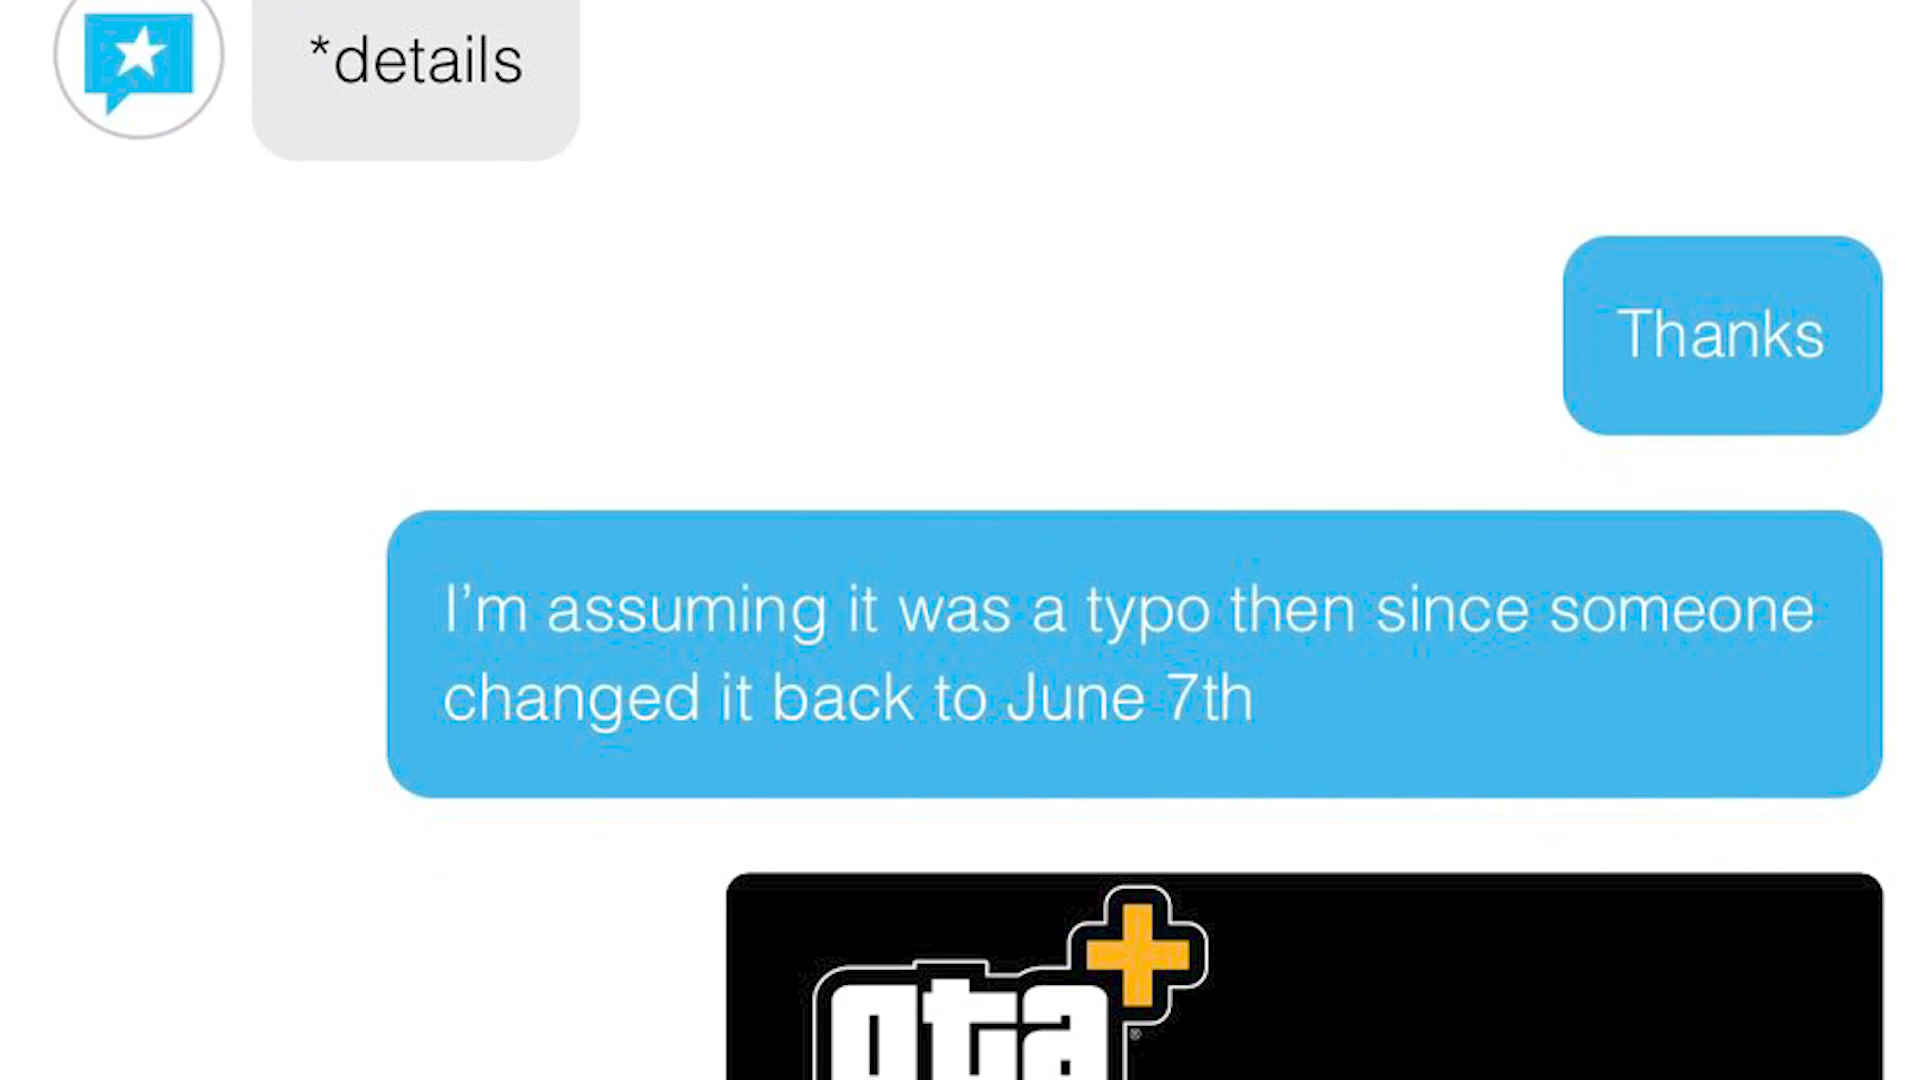 *details
Thanks
I'm assuming it was a typo then since someone
changed it back to June 7th
gta+
®